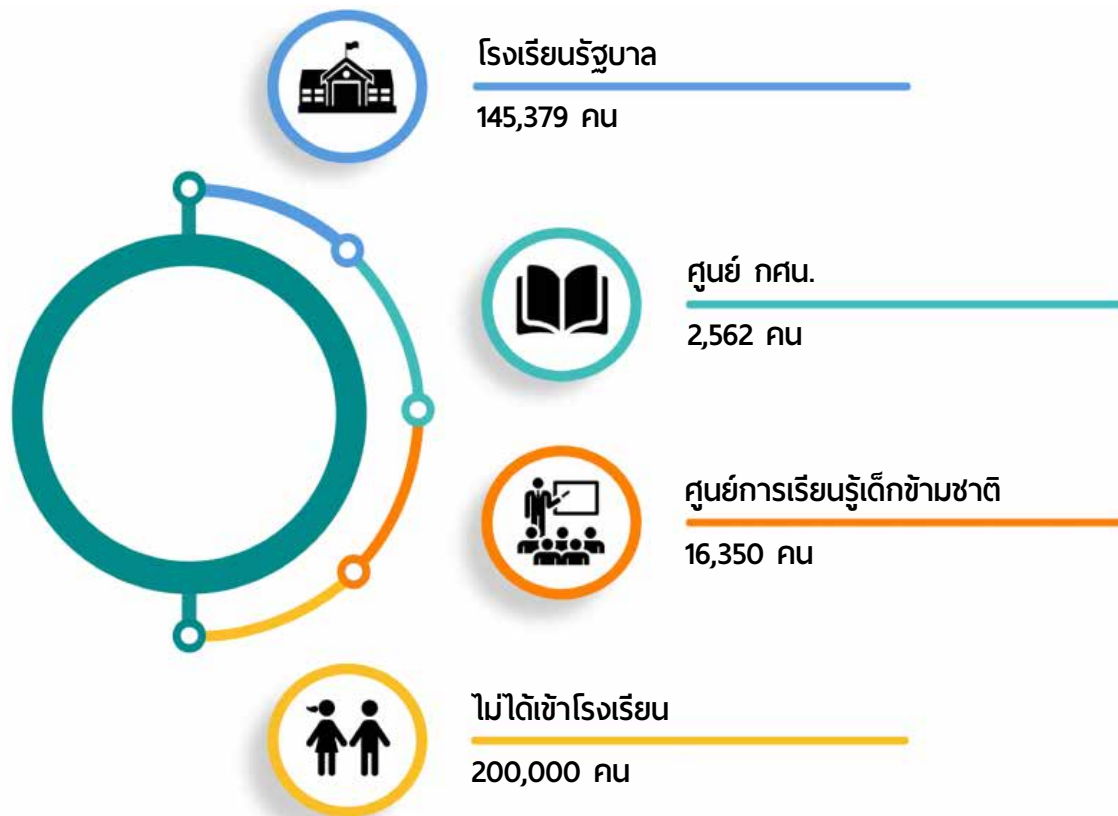 โรงเรียนรัฐบาล
145,379 คน
ศูนย์ กศน.
2,562 คน
ศูนย์การเรียนรู้เด็กข้ามชาติ
16,350 คน
ไม่ได้เข้าโรงเรียน
200,000 คน